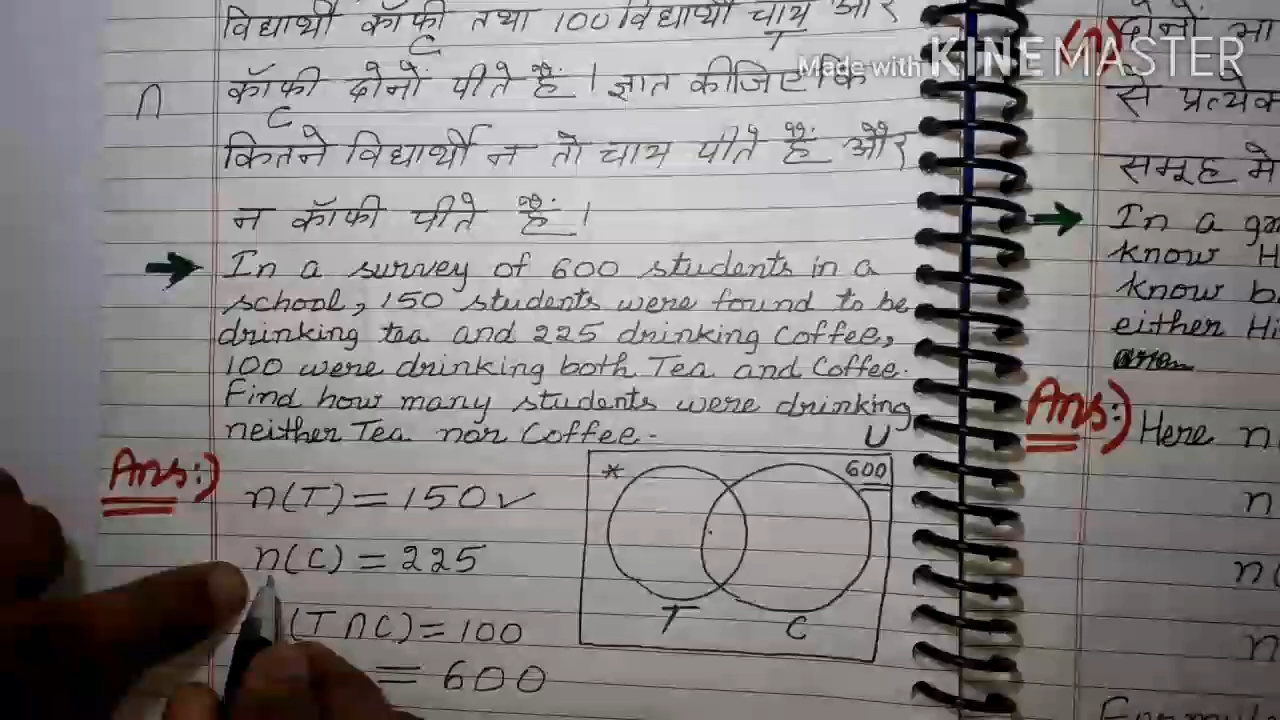 विद्यार्थी कॉफी तथा 100 विद्यार्थी चाय और
C T
कॉफी दोनों पीते हैं । ज्ञात कीजिए कि
∩ C
कितने विद्यार्थी न तो चाय पीते हैं और
न कॉफी पीते हैं ।
In a survey of 600 students in a
school, 150 students were found to be
drinking tea and 225 drinking Coffee,
100 were drinking both Tea and Coffee.
Find how many students were drinking
neither Tea nor Coffee.
Ans:)
n(T) = 150 ✓
n(C) = 225
(T ∩ C) = 100
= 600
U
* 600
T C
Made with KINEMASTER
(n) दोनों
से प्रत्येक
समूह मे
In a
know H
know b
either Hi
Ans:) Here n
n
n
n